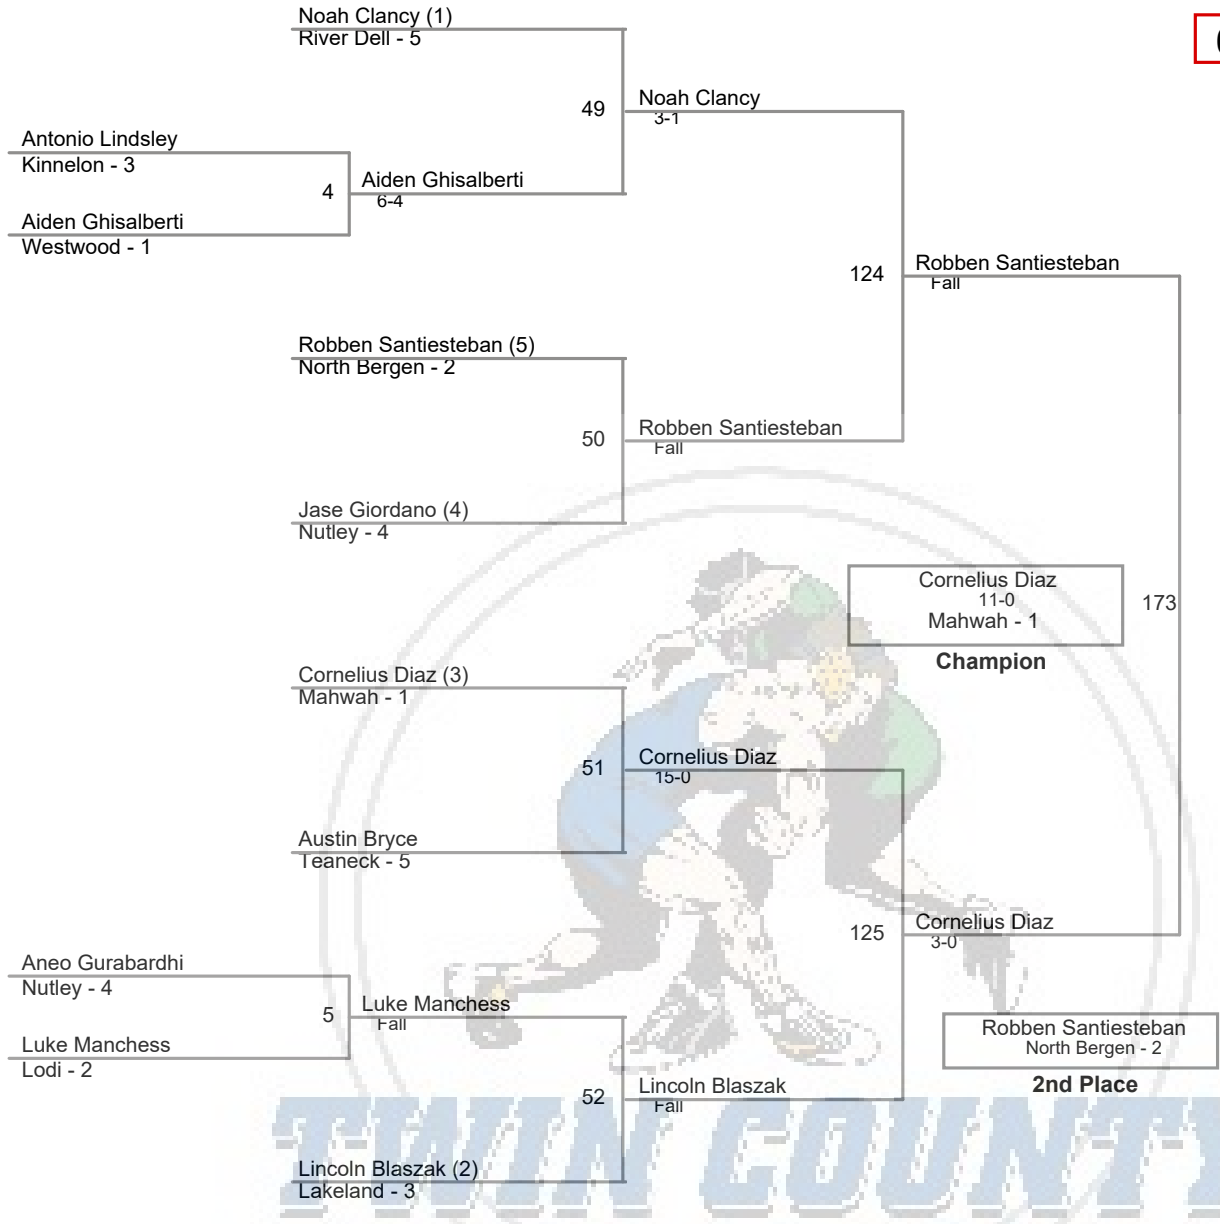 Noah Clancy (1)
River Dell - 5
49
Noah Clancy
3-1
Antonio Lindsley
Kinnelon - 3
4
Aiden Ghisalberti
6-4
Aiden Ghisalberti
Westwood - 1
124
Robben Santiesteban
Fall
Robben Santiesteban (5)
North Bergen - 2
50
Robben Santiesteban
Fall
Jase Giordano (4)
Nutley - 4
Cornelius Diaz
11-0
Mahwah - 1
173
Champion
Cornelius Diaz (3)
Mahwah - 1
51
Cornelius Diaz
15-0
Austin Bryce
Teaneck - 5
125
Cornelius Diaz
3-0
Aneo Gurabardhi
Nutley - 4
5
Luke Manchess
Fall
Luke Manchess
Lodi - 2
Robben Santiesteban
North Bergen - 2
2nd Place
52
Lincoln Blaszak
Fall
Lincoln Blaszak (2)
Lakeland - 3
TWIN COUNTY